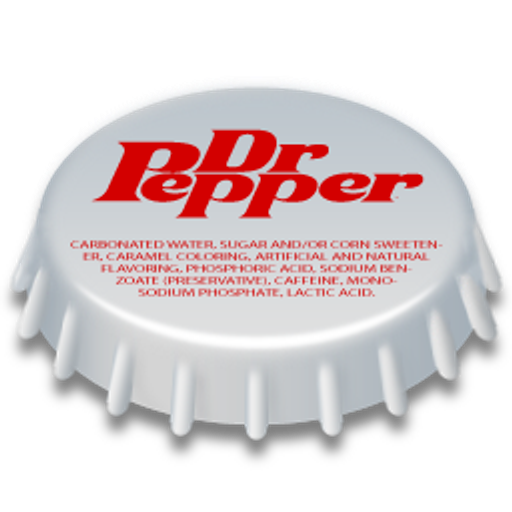 Dr
Pepper
CARBONATED WATER, SUGAR AND/OR CORN SWEETEN-
ER, CARAMEL COLORING, ARTIFICIAL AND NATURAL
FLAVORING, PHOSPHORIC ACID, SODIUM BEN-
ZOATE (PRESERVATIVE), CAFFEINE, MONO-
SODIUM PHOSPHATE, LACTIC ACID.